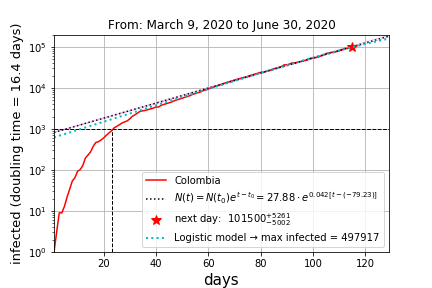 From: March 9, 2020 to June 30, 2020
infected (doubling time = 16.4 days)
10⁵
10⁴
10³
10²
10¹
10⁰
Colombia
N(t) = N(t₀)e^{t − t₀} = 27.88 · e^{0.042[t − (−79.23)]}
next day: 101500^{+5261}_{−5002}
Logistic model → max infected = 497917
20 40 60 80 100 120
days